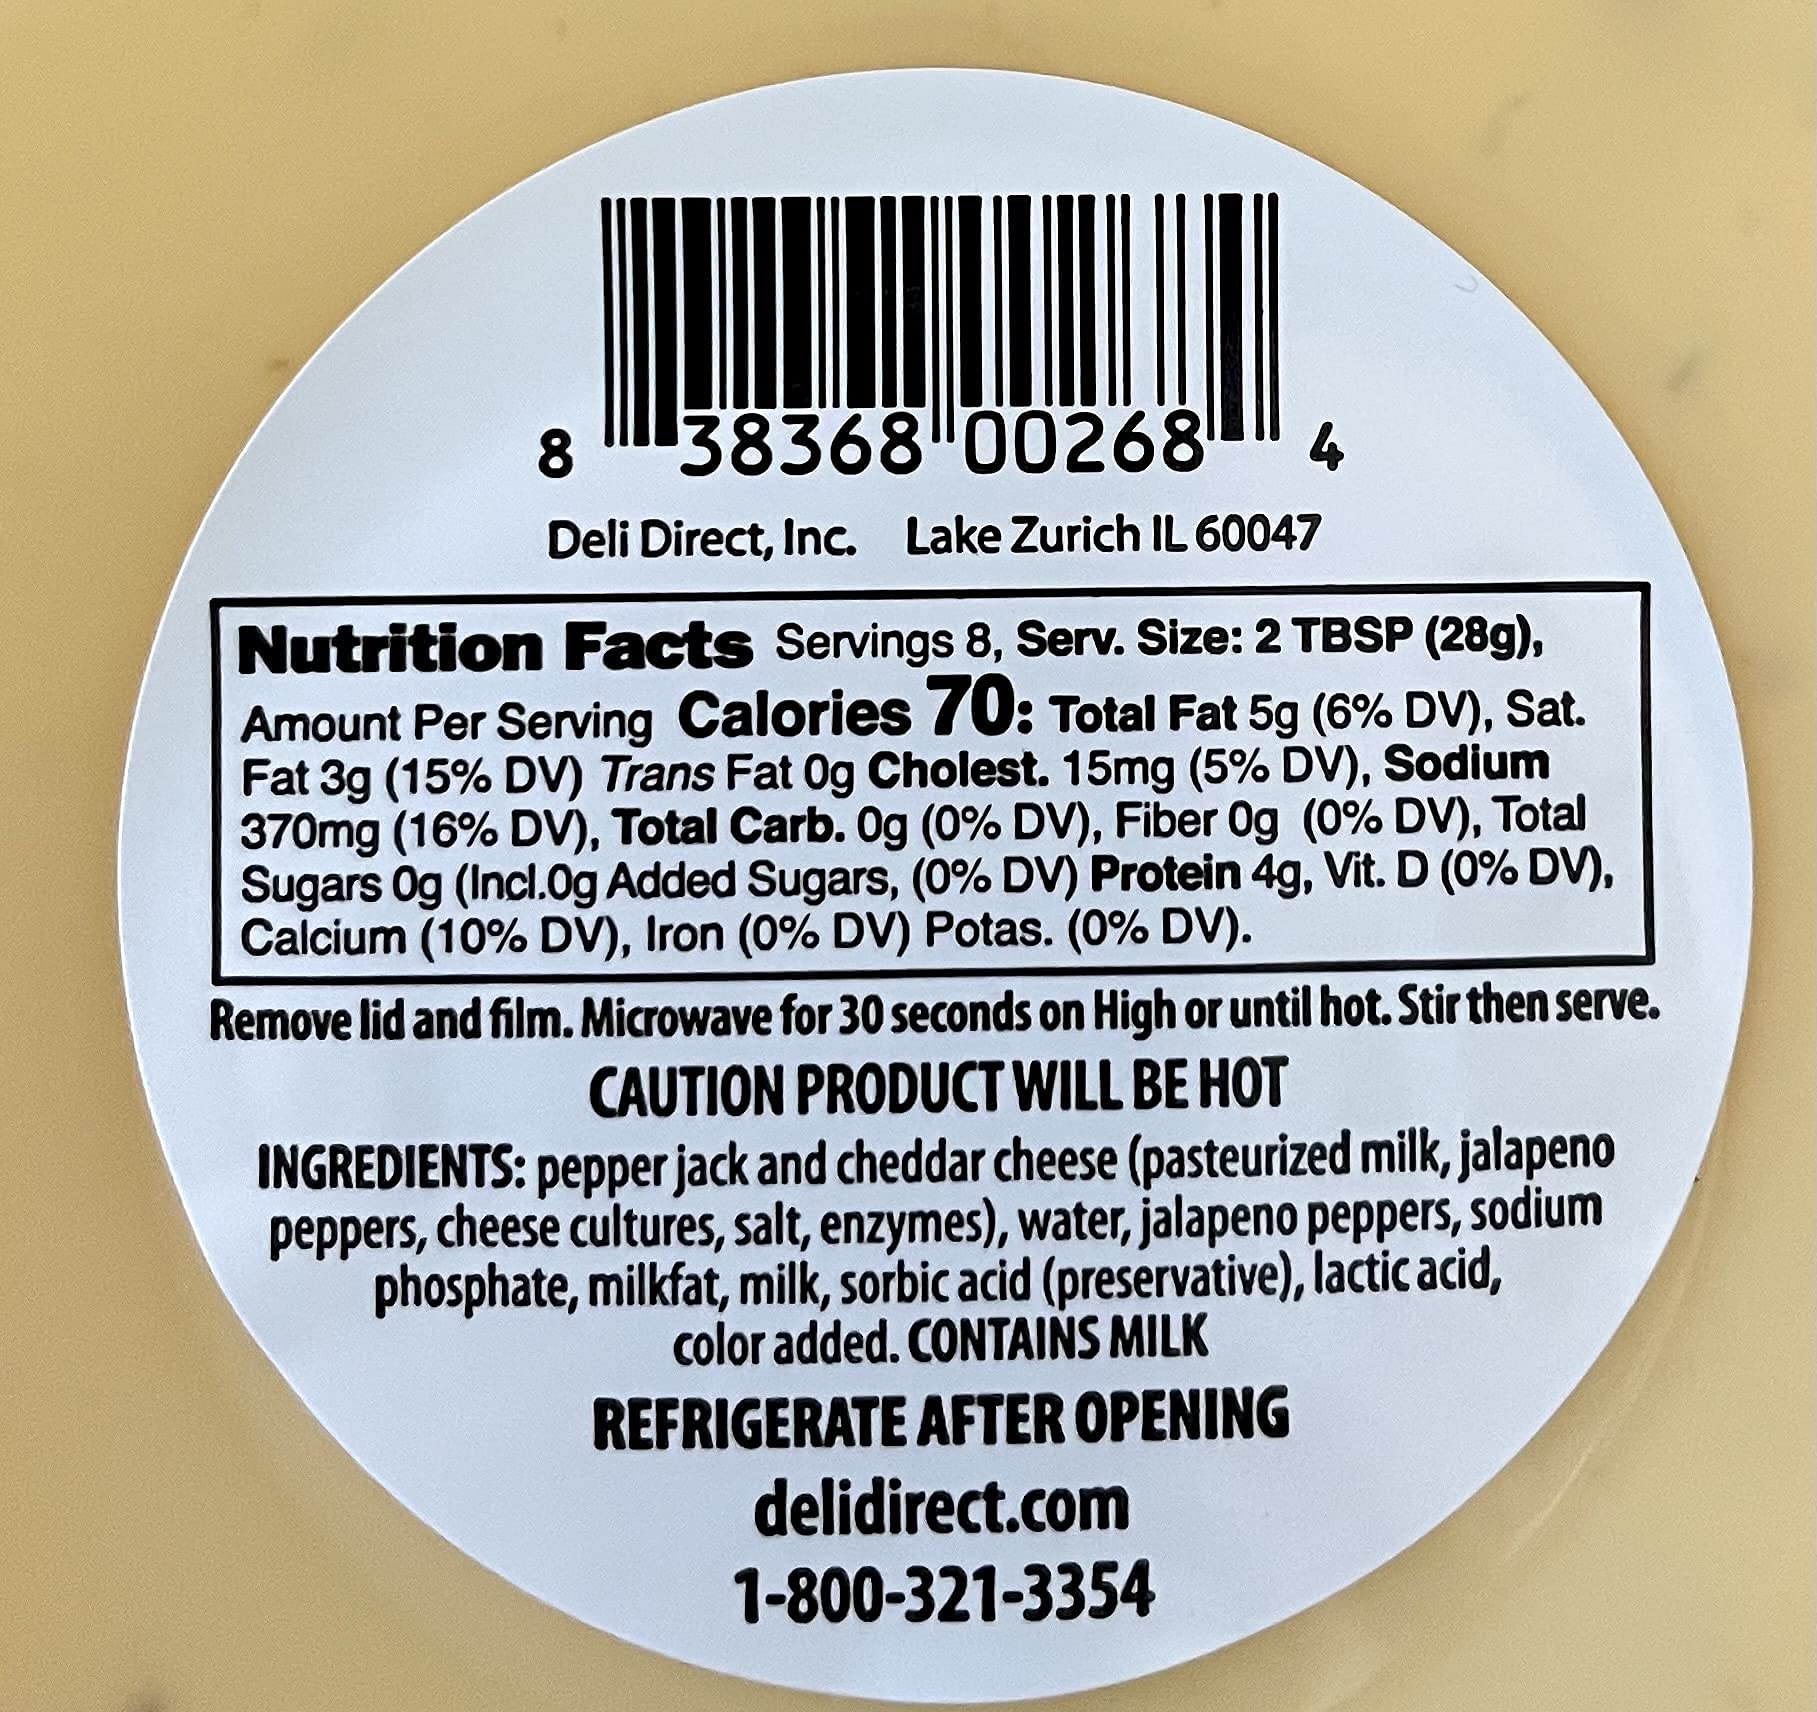 8 38368 00268 4
Deli Direct, Inc. Lake Zurich IL 60047
Nutrition Facts Servings 8, Serv. Size: 2 TBSP (28g),
Amount Per Serving Calories 70: Total Fat 5g (6% DV), Sat.
Fat 3g (15% DV) Trans Fat 0g Cholest. 15mg (5% DV), Sodium
370mg (16% DV), Total Carb. 0g (0% DV), Fiber 0g (0% DV), Total
Sugars 0g (Incl.0g Added Sugars, (0% DV) Protein 4g, Vit. D (0% DV),
Calcium (10% DV), Iron (0% DV) Potas. (0% DV).
Remove lid and film. Microwave for 30 seconds on High or until hot. Stir then serve.
CAUTION PRODUCT WILL BE HOT
INGREDIENTS: pepper jack and cheddar cheese (pasteurized milk, jalapeno
peppers, cheese cultures, salt, enzymes), water, jalapeno peppers, sodium
phosphate, milkfat, milk, sorbic acid (preservative), lactic acid,
color added. CONTAINS MILK
REFRIGERATE AFTER OPENING
delidirect.com
1-800-321-3354